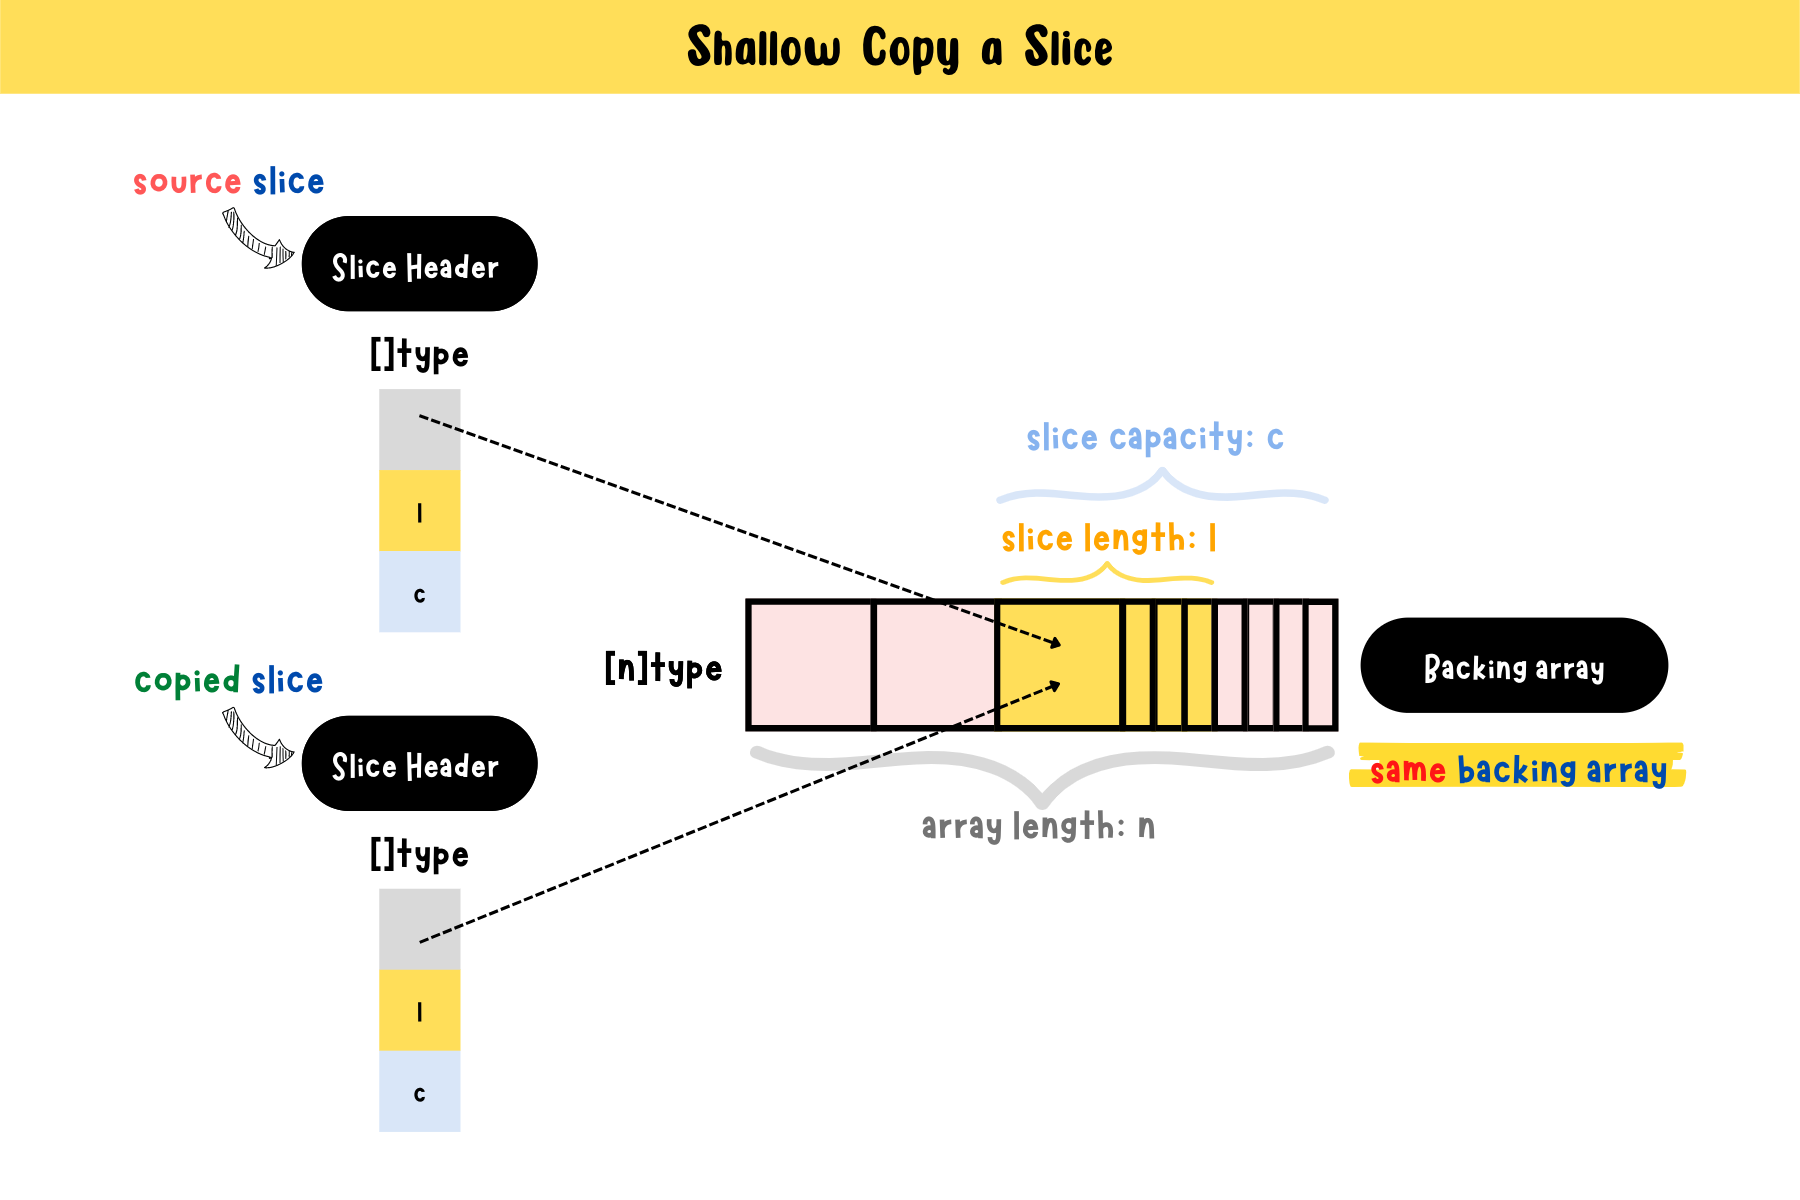 Shallow Copy a Slice
source slice
Slice Header
[]type
l
c
copied slice
Slice Header
[]type
l
c
slice capacity: c
slice length: l
[n]type
array length: n
Backing array
same backing array